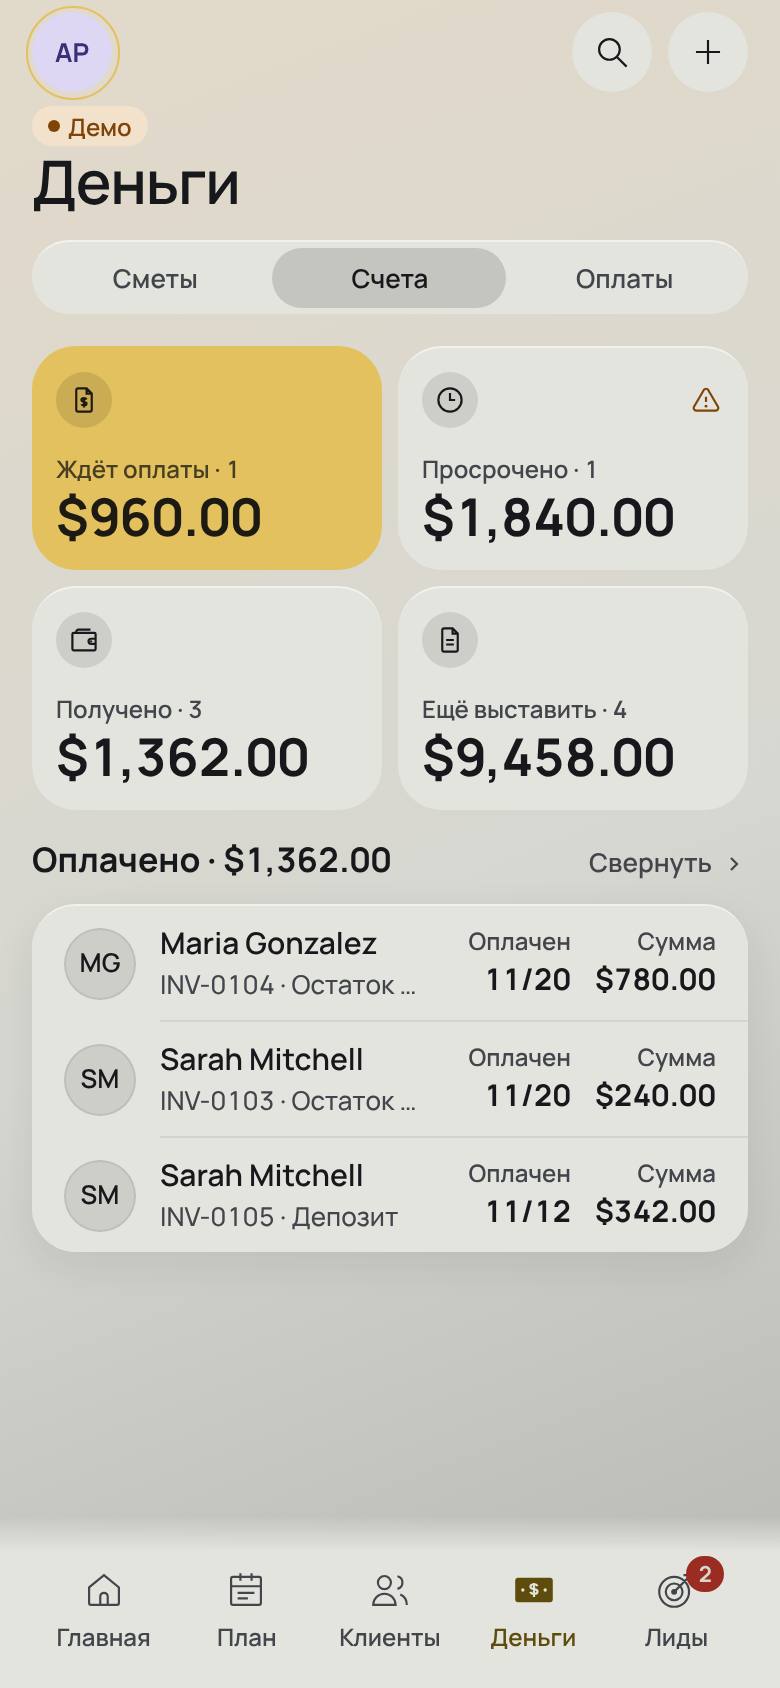 AP
Демо
Деньги
Сметы Счета Оплаты
Ждёт оплаты · 1
$960.00
Просрочено · 1
$1,840.00
Получено · 3
$1,362.00
Ещё выставить · 4
$9,458.00
Оплачено · $1,362.00 Свернуть
MG
Maria Gonzalez
INV-0104 · Остаток ...
Оплачен
11/20
Сумма
$780.00
SM
Sarah Mitchell
INV-0103 · Остаток ...
Оплачен
11/20
Сумма
$240.00
SM
Sarah Mitchell
INV-0105 · Депозит
Оплачен
11/12
Сумма
$342.00
2
Главная План Клиенты Деньги Лиды